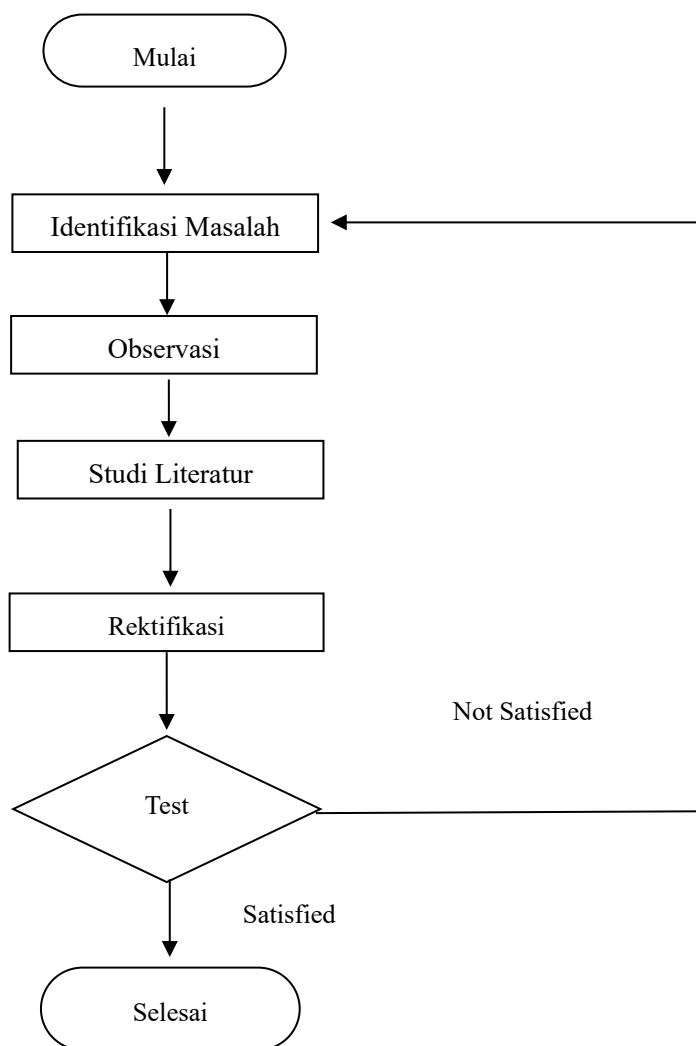 Mulai
Identifikasi Masalah
Observasi
Studi Literatur
Rektifikasi
Not Satisfied
Test
Satisfied
Selesai